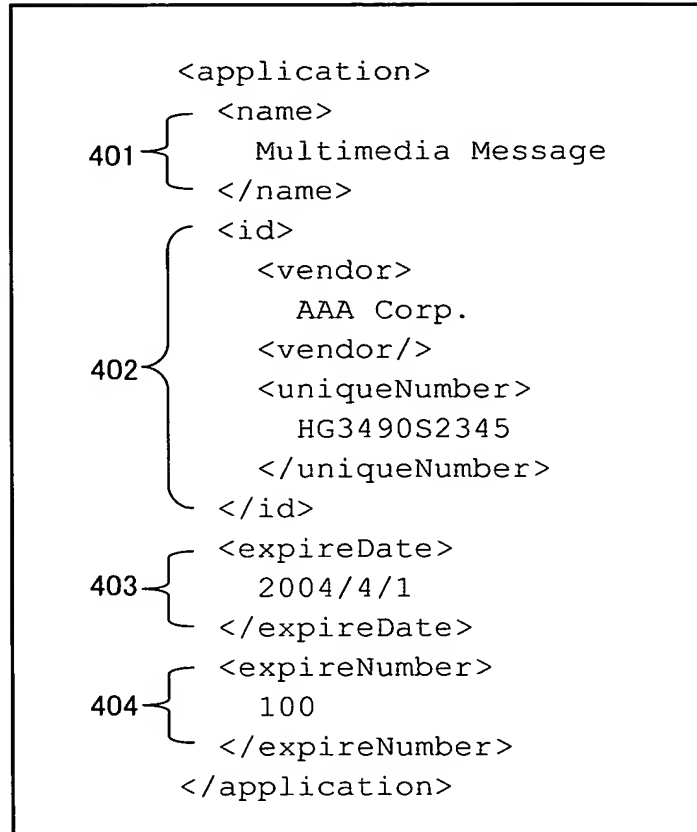 <application>
<name>
401
Multimedia Message
</name>
<id>
<vendor>
AAA Corp.
402
<vendor/>
<uniqueNumber>
HG3490S2345
</uniqueNumber>
</id>
<expireDate>
403
2004/4/1
</expireDate>
<expireNumber>
404
100
</expireNumber>
</application>